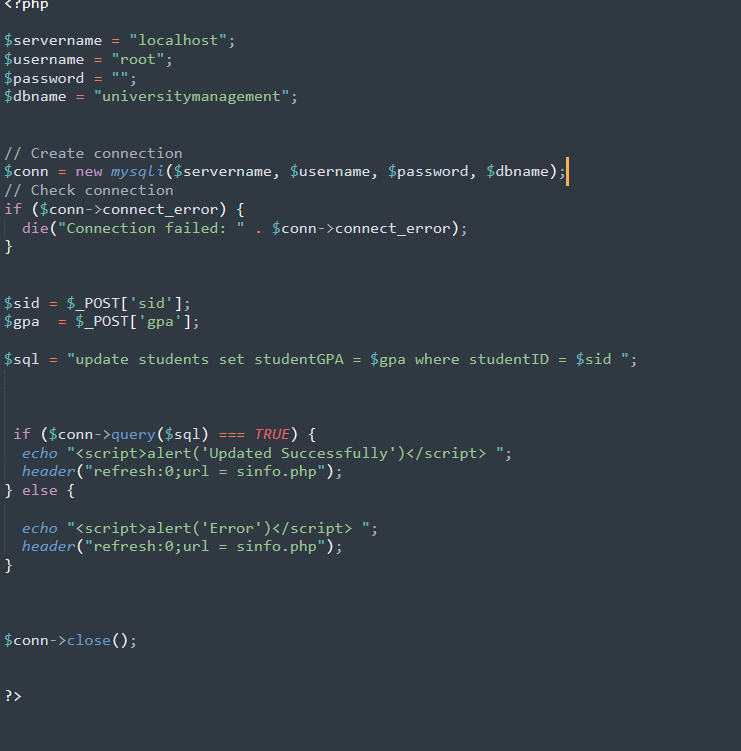 <?php
$servername = "localhost";
$username = "root";
$password = "";
$dbname = "universitymanagement";
// Create connection
$conn = new mysqli($servername, $username, $password, $dbname);
// Check connection
if ($conn->connect_error) {
  die("Connection failed: " . $conn->connect_error);
}
$sid = $_POST['sid'];
$gpa  = $_POST['gpa'];
$sql = "update students set studentGPA = $gpa where studentID = $sid ";
 if ($conn->query($sql) === TRUE) {
  echo "<script>alert('Updated Successfully')</script> ";
  header("refresh:0;url = sinfo.php");
} else {
  echo "<script>alert('Error')</script> ";
  header("refresh:0;url = sinfo.php");
}
$conn->close();
?>